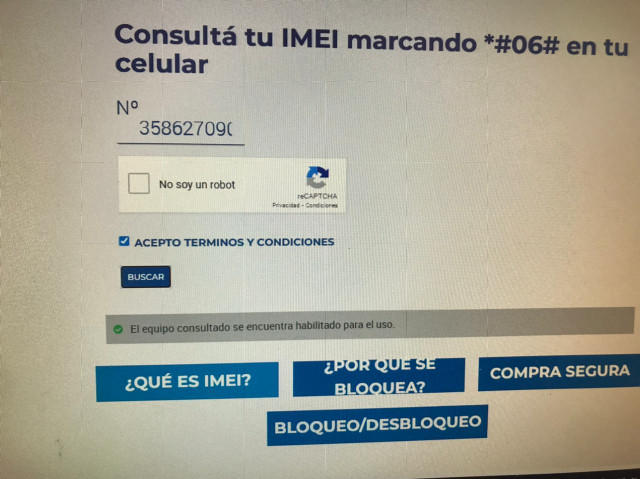 Consultá tu IMEI marcando *#06# en tu
celular
Nº
35862709(
No soy un robot
reCAPTCHA
Privacidad - Condiciones
ACEPTO TERMINOS Y CONDICIONES
BUSCAR
El equipo consultado se encuentra habilitado para el uso.
¿QUÉ ES IMEI?
¿POR QUÉ SE
BLOQUEA?
COMPRA SEGURA
BLOQUEO/DESBLOQUEO